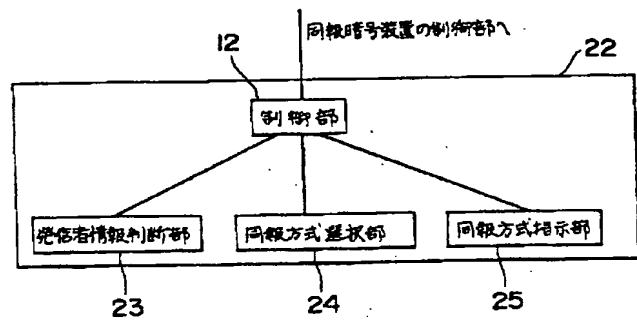 同報暗号装置の制御部へ
12
22
制御部
発信者情報判断部
同報方式選択部
同報方式指示部
23
24
25